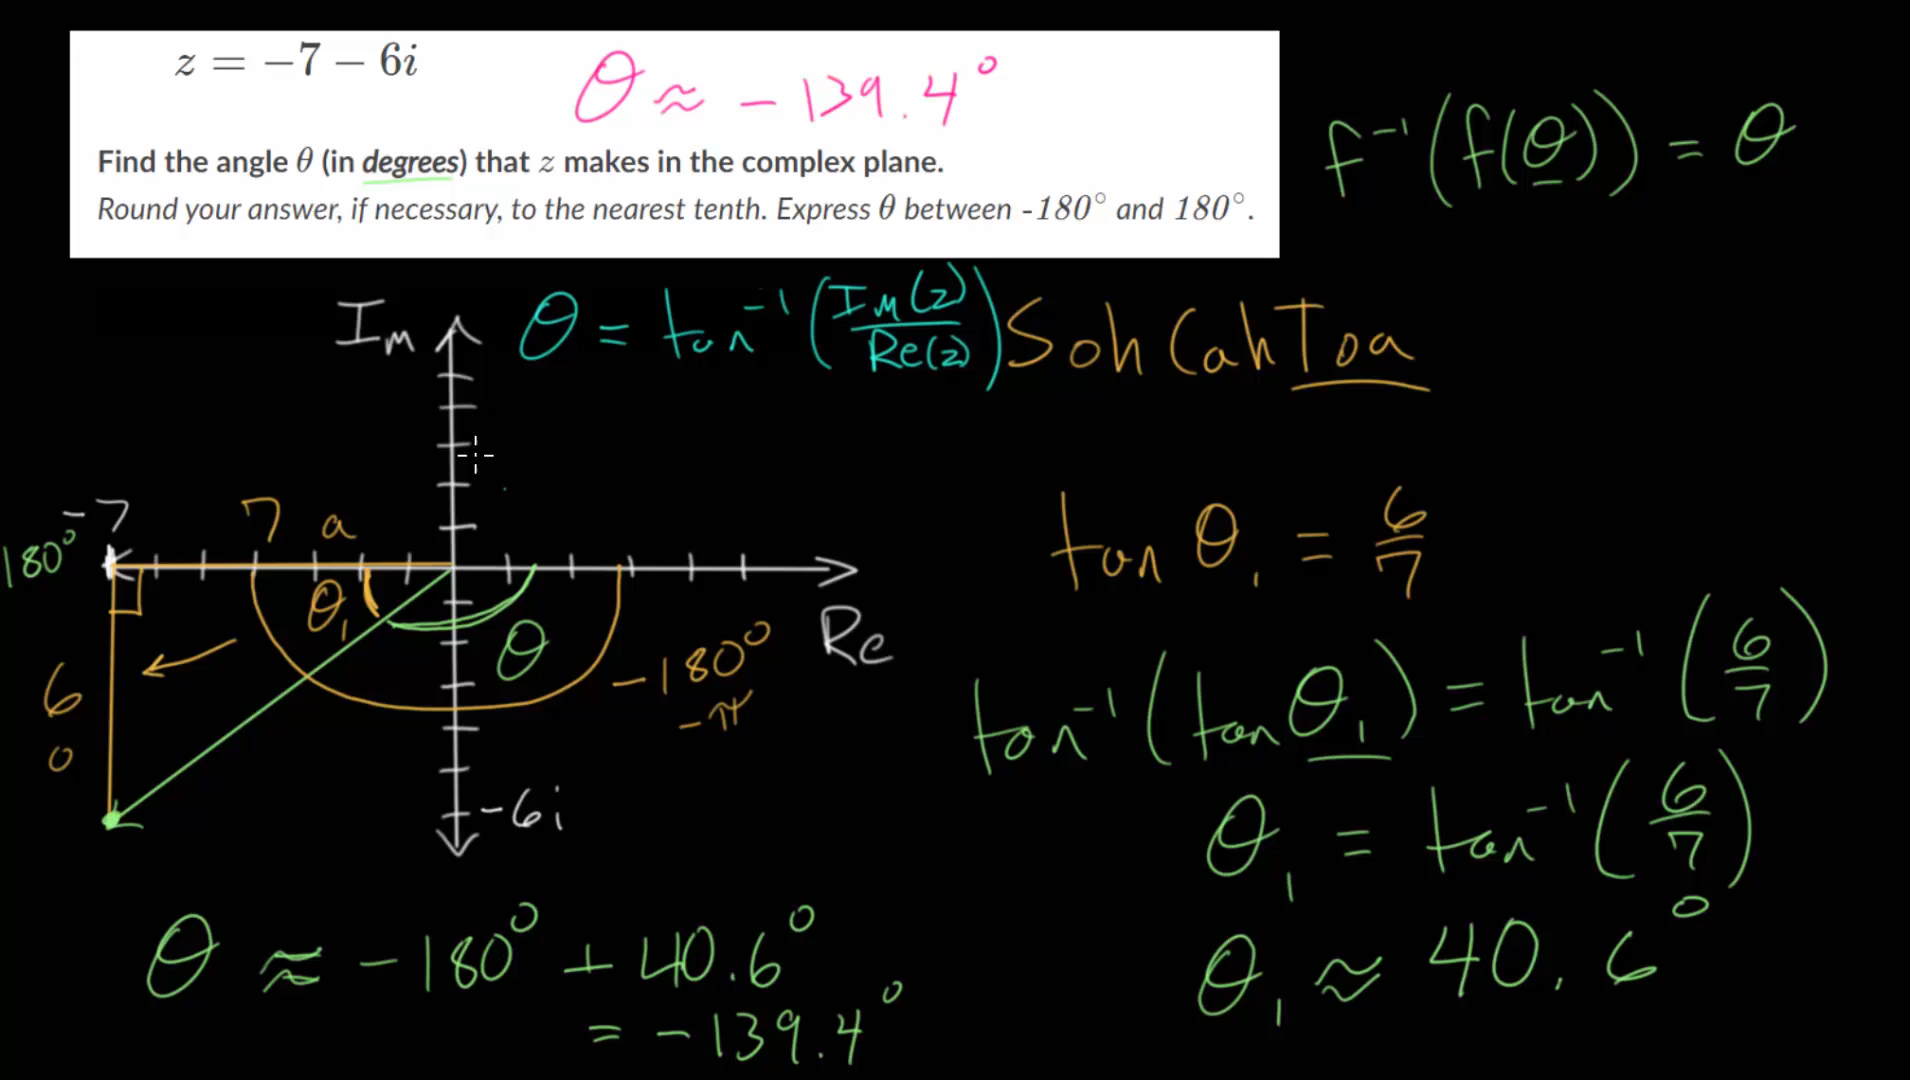 z = −7 − 6i
θ ≈ -139.4°
Find the angle θ (in degrees) that z makes in the complex plane.
Round your answer, if necessary, to the nearest tenth. Express θ between -180° and 180°.
f⁻¹(f(θ)) = θ
Im
θ = tan⁻¹(Im(z)/Re(z))
Soh Cah Toa
-7
7 a
180°
θ₁
θ
-180°
-π
Re
6
o
-6i
tan θ₁ = 6/7
tan⁻¹(tan θ₁) = tan⁻¹(6/7)
θ₁ = tan⁻¹(6/7)
θ₁ ≈ 40.6°
θ ≈ -180° + 40.6°
= -139.4°